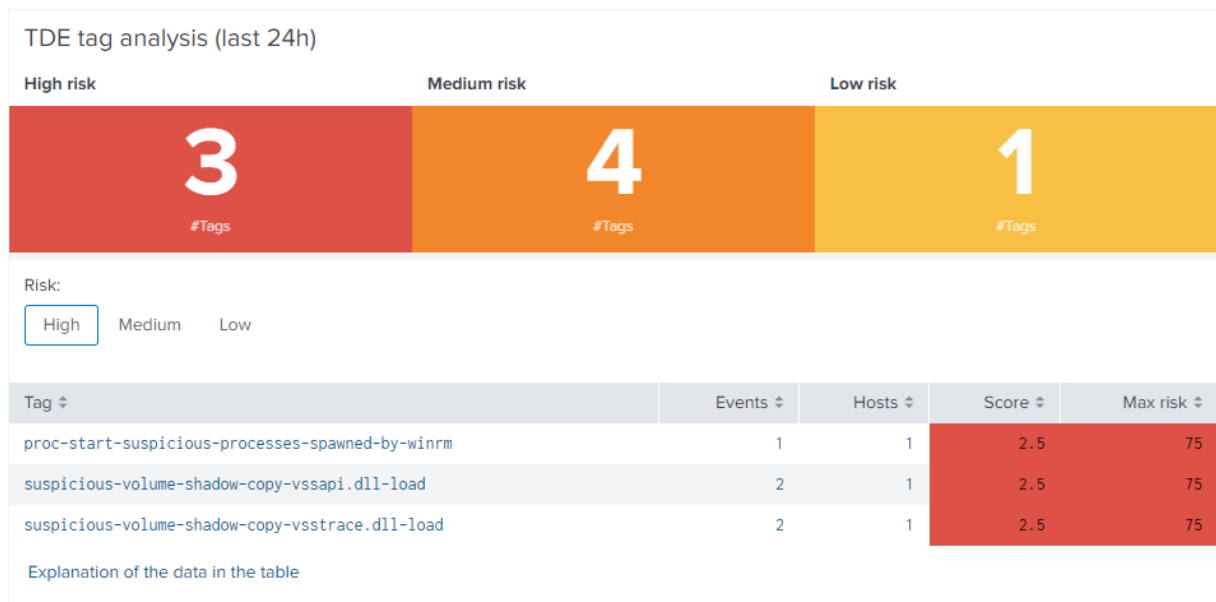 TDE tag analysis (last 24h)
High risk Medium risk Low risk
3 4 1
#Tags #Tags #Tags
Risk:
High Medium Low
Tag Events Hosts Score Max risk
proc-start-suspicious-processes-spawned-by-winrm 1 1 2.5 75
suspicious-volume-shadow-copy-vssapi.dll-load 2 1 2.5 75
suspicious-volume-shadow-copy-vsstrace.dll-load 2 1 2.5 75
Explanation of the data in the table